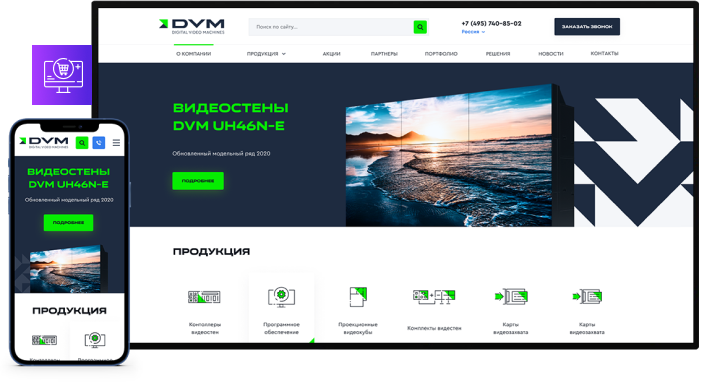 DVM
DIGITAL VIDEO MACHINES
Поиск по сайту...
+7 (495) 740-85-02
Россия
ЗАКАЗАТЬ ЗВОНОК
О КОМПАНИИ ПРОДУКЦИЯ АКЦИИ ПАРТНЕРЫ ПОРТФОЛИО РЕШЕНИЯ НОВОСТИ КОНТАКТЫ
ВИДЕОСТЕНЫ
DVM UH46N-E
Обновленный модельный ряд 2020
ПОДРОБНЕЕ
ПРОДУКЦИЯ
Контроллеры
видеостен
Программное
обеспечение
Проекционные
видеокубы
Комплекты видестен
Карты
видеозахвата
Карты
видеозахвата
DVM
DIGITAL VIDEO MACHINES
ВИДЕОСТЕНЫ
DVM UH46N-E
Обновленный модельный ряд 2020
ПОДРОБНЕЕ
ПРОДУКЦИЯ
Контроллеры
Программное